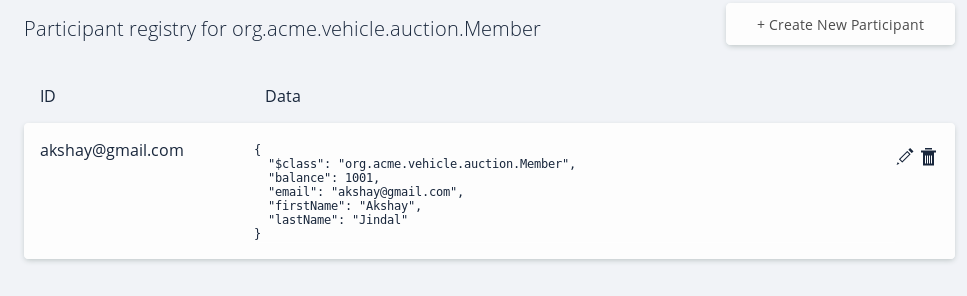 Participant registry for org.acme.vehicle.auction.Member
+ Create New Participant
ID Data
akshay@gmail.com {
"$class": "org.acme.vehicle.auction.Member",
"balance": 1001,
"email": "akshay@gmail.com",
"firstName": "Akshay",
"lastName": "Jindal"
}